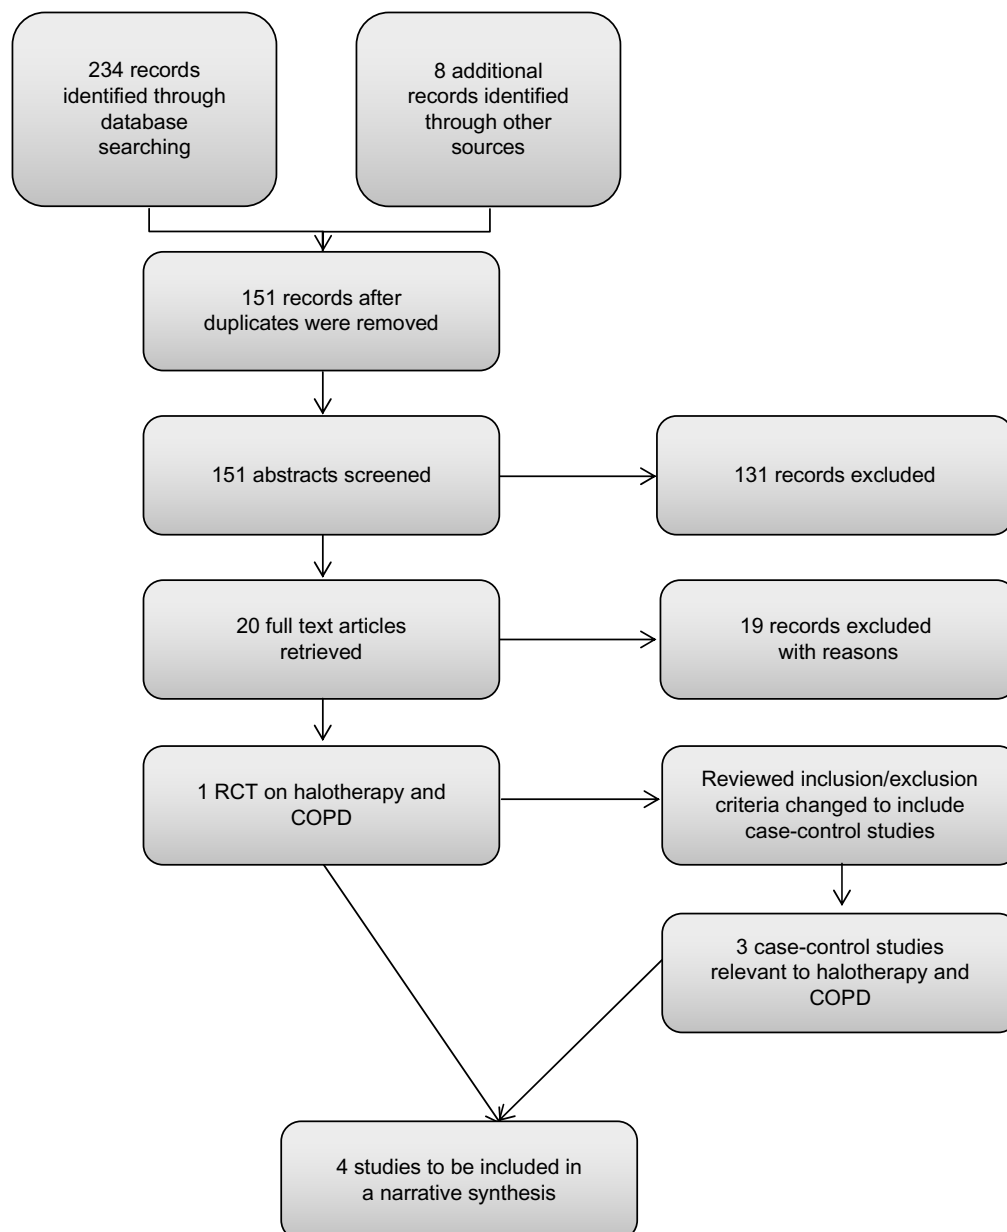 234 records
identified through
database
searching
8 additional
records identified
through other
sources
151 records after
duplicates were removed
151 abstracts screened
131 records excluded
20 full text articles
retrieved
19 records excluded
with reasons
1 RCT on halotherapy and
COPD
Reviewed inclusion/exclusion
criteria changed to include
case-control studies
3 case-control studies
relevant to halotherapy and
COPD
4 studies to be included in
a narrative synthesis